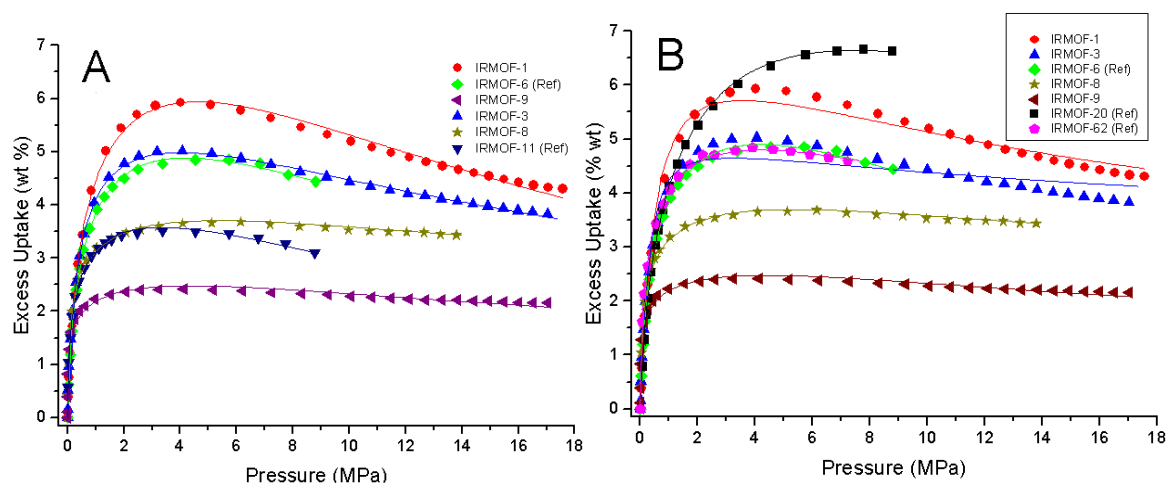 A
IRMOF-1
IRMOF-6 (Ref)
IRMOF-9
IRMOF-3
IRMOF-8
IRMOF-11 (Ref)
Excess Uptake (wt %)
7
6
5
4
3
2
1
0
0 2 4 6 8 10 12 14 16 18
Pressure (MPa)
B
IRMOF-1
IRMOF-3
IRMOF-6 (Ref)
IRMOF-8
IRMOF-9
IRMOF-20 (Ref)
IRMOF-62 (Ref)
Excess Uptake (% wt)
7
6
5
4
3
2
1
0
0 2 4 6 8 10 12 14 16 18
Pressure (MPa)